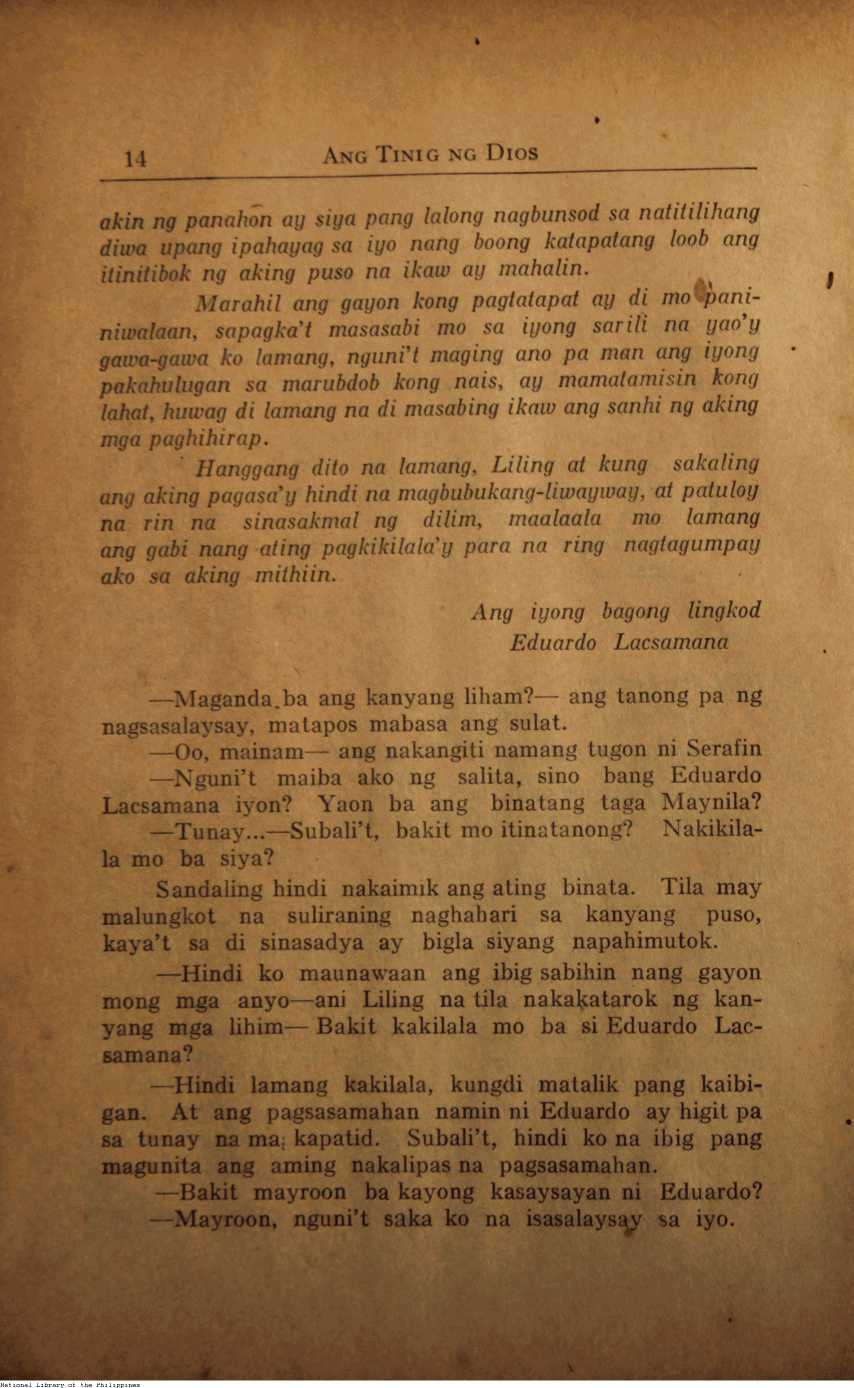 14 ANG TINIG NG DIOS
akin ng panahon ay siya pang lalong nagbunsod sa natitilihang
diwa upang ipahayag sa iyo nang boong katapatang loob ang
itinitibok ng aking puso na ikaw ay mahalin.
Marahil ang gayon kong pagtatapat ay di mo pani-
niwalaan, sapagka't masasabi mo sa iyong sarili na yao'y
gawa-gawa ko lamang, nguni't maging ano pa man ang iyong
pakahulugan sa marubdob kong nais, ay mamatamisin kong
lahat, huwag di lamang na di masabing ikaw ang sanhi ng aking
mga paghihirap.
Hanggang dito na lamang, Liling at kung sakaling
ang aking pagasa'y hindi na magbubukang-liwayway, at patuloy
na rin na sinasakmal ng dilim, maalaala mo lamang
ang gabi nang ating pagkikilala'y para na ring nagtagumpay
ako sa aking mithiin.
Ang iyong bagong lingkod
Eduardo Lacsamana
—Maganda ba ang kanyang liham?— ang tanong pa ng
nagsasalaysay, matapos mabasa ang sulat.
—Oo, mainam— ang nakangiti namang tugon ni Serafin
—Nguni't maiba ako ng salita, sino bang Eduardo
Lacsamana iyon? Yaon ba ang binatang taga Maynila?
—Tunay...—Subali't, bakit mo itinatanong? Nakikila-
la mo ba siya?
Sandaling hindi nakaimik ang ating binata. Tila may
malungkot na suliraning naghahari sa kanyang puso,
kaya't sa di sinasadya ay bigla siyang napahimutok.
—Hindi ko maunawaan ang ibig sabihin nang gayon
mong mga anyo—ani Liling na tila nakakatarok ng kan-
yang mga lihim— Bakit kakilala mo ba si Eduardo Lac-
samana?
—Hindi lamang kakilala, kungdi matalik pang kaibi-
gan. At ang pagsasamahan namin ni Eduardo ay higit pa
sa tunay na ma kapatid. Subali't, hindi ko na ibig pang
magunita ang aming nakalipas na pagsasamahan.
—Bakit mayroon ba kayong kasaysayan ni Eduardo?
—Mayroon, nguni't saka ko na isasalaysay sa iyo.
National Library of the Philippines